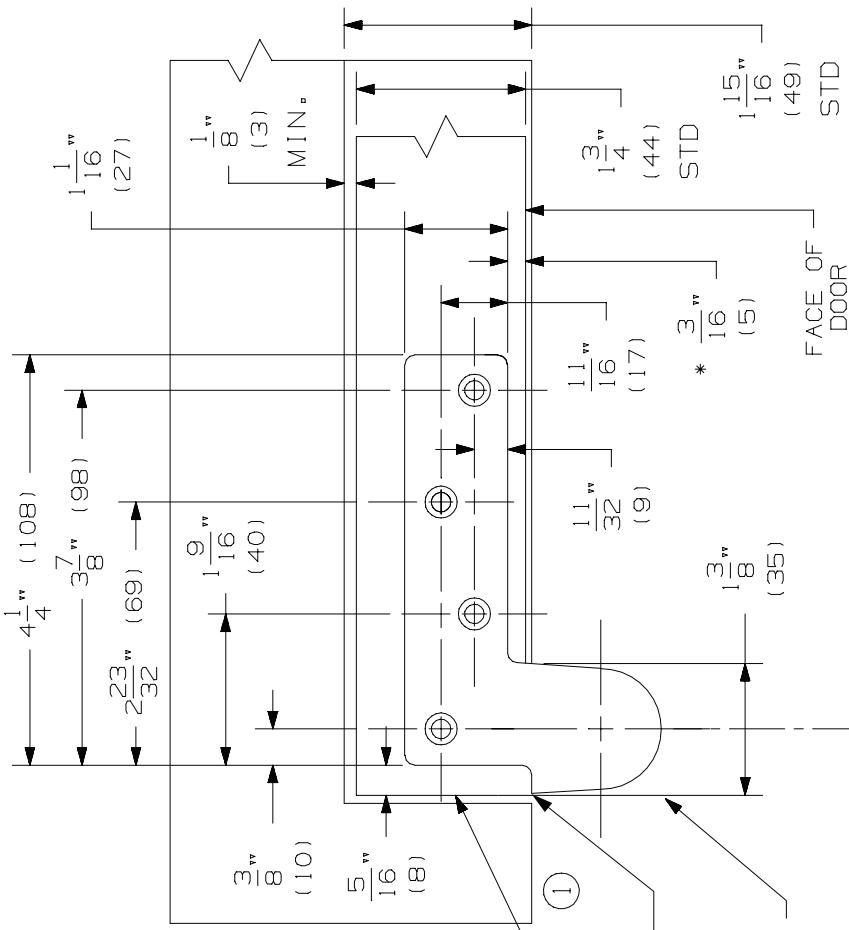 4 1/4" (108)
3 7/8" (98)
2 23/32" (69)
1 9/16"
(40)
3/8"
(10)
5/16"
(8)
1
1 1/16"
(27)
1/8"
(3)
MIN.
11/16"
(17)
11/32"
(9)
* 3/16"
(5)
1 3/8"
(35)
1 3/4"
(44)
STD
1 15/16"
(49)
STD
FACE OF
DOOR